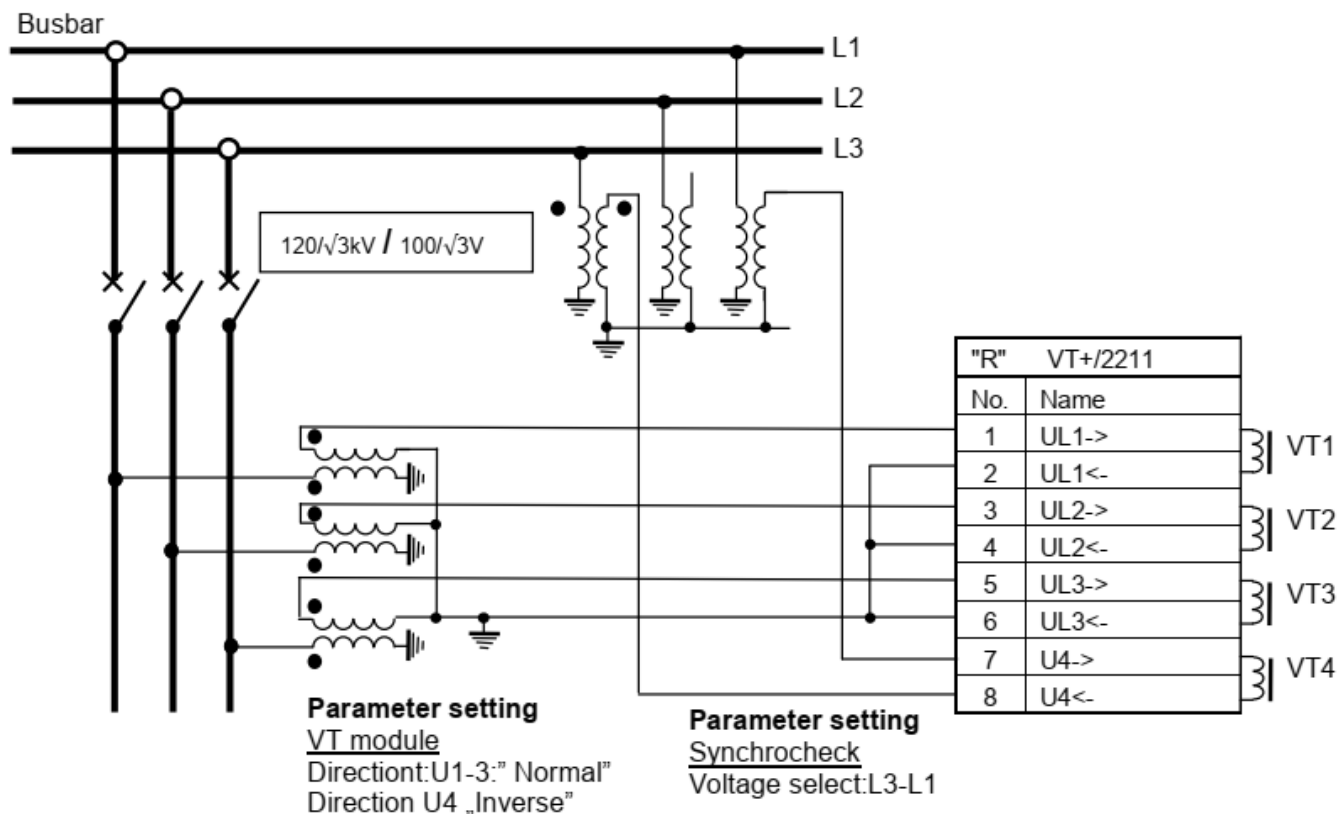 Busbar
L1
L2
L3
120/√3kV / 100/√3V
"R" VT+/2211
No. Name
1 UL1->
2 UL1<-
3 UL2->
4 UL2<-
5 UL3->
6 UL3<-
7 U4->
8 U4<-
VT1
VT2
VT3
VT4
Parameter setting
VT module
Directiont:U1-3:” Normal”
Direction U4 „Inverse”
Parameter setting
Synchrocheck
Voltage select:L3-L1